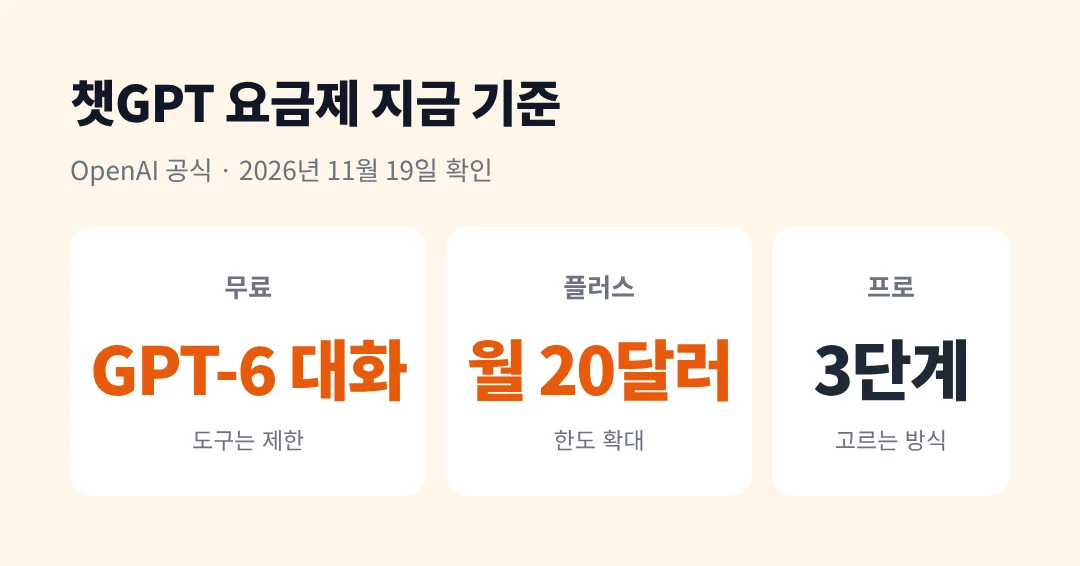 챗GPT 요금제 지금 기준
OpenAI 공식 · 2026년 11월 19일 확인
무료
GPT-6 대화
도구는 제한
플러스
월 20달러
한도 확대
프로
3단계
고르는 방식